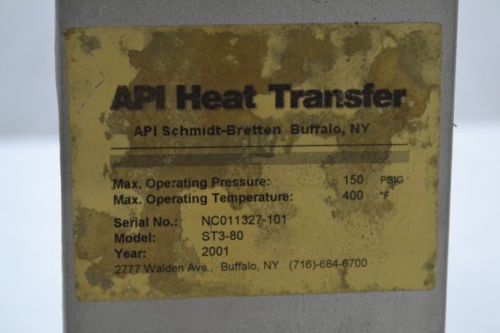 API Heat Transfer
API Schmidt-Bretten Buffalo, NY
Max. Operating Pressure: 150 PSIG
Max. Operating Temperature: 400 °F
Serial No.: NC011327-101
Model: ST3-80
Year: 2001
2777 Walden Ave., Buffalo, NY (716)-684-6700